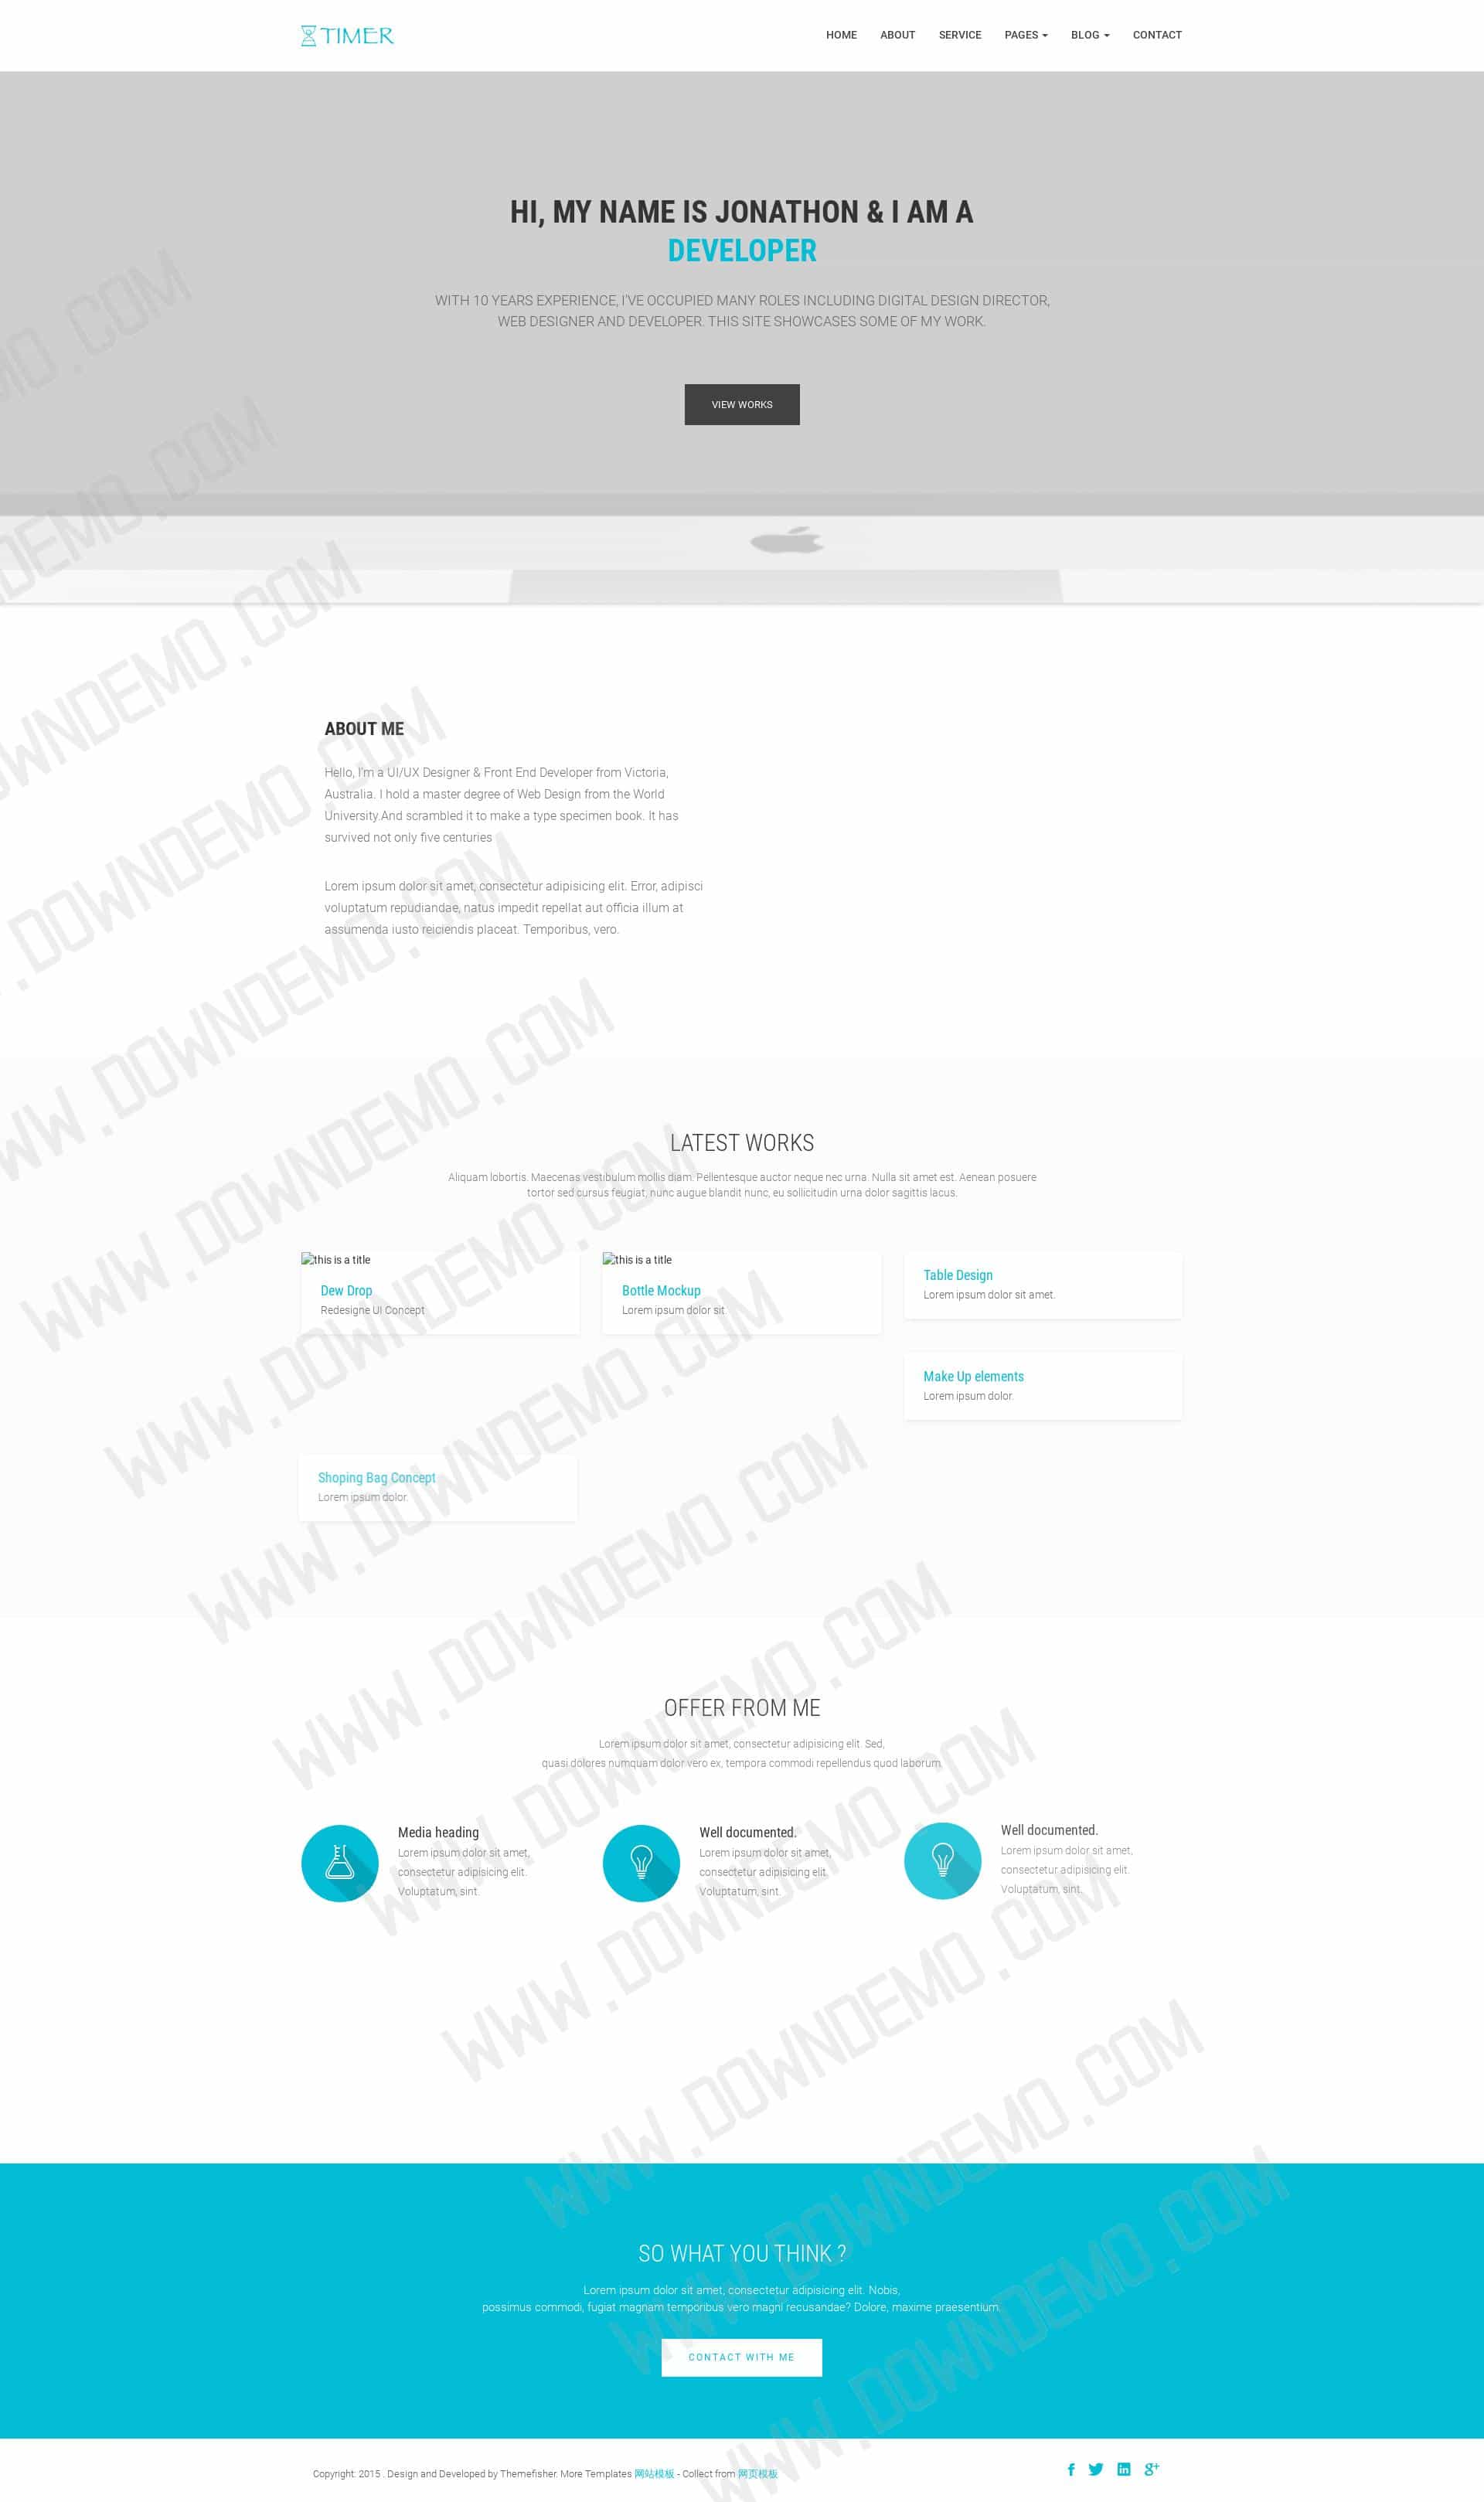 TIMER
HOME ABOUT SERVICE PAGES BLOG CONTACT
HI, MY NAME IS JONATHON & I AM A
DEVELOPER
WITH 10 YEARS EXPERIENCE, I'VE OCCUPIED MANY ROLES INCLUDING DIGITAL DESIGN DIRECTOR,
WEB DESIGNER AND DEVELOPER. THIS SITE SHOWCASES SOME OF MY WORK.
VIEW WORKS
ABOUT ME
Hello, I'm a UI/UX Designer & Front End Developer from Victoria,
Australia. I hold a master degree of Web Design from the World
University.And scrambled it to make a type specimen book. It has
survived not only five centuries
Lorem ipsum dolor sit amet, consectetur adipisicing elit. Error, adipisci
voluptatum repudiandae, natus impedit repellat aut officia illum at
assumenda iusto reiciendis placeat. Temporibus, vero.
LATEST WORKS
Aliquam lobortis. Maecenas vestibulum mollis diam. Pellentesque auctor neque nec urna. Nulla sit amet est. Aenean posuere
tortor sed cursus feugiat, nunc augue blandit nunc, eu sollicitudin urna dolor sagittis lacus.
this is a title
Dew Drop
Redesigne UI Concept
this is a title
Bottle Mockup
Lorem ipsum dolor sit
Table Design
Lorem ipsum dolor sit amet.
Make Up elements
Lorem ipsum dolor.
Shoping Bag Concept
Lorem ipsum dolor.
OFFER FROM ME
Lorem ipsum dolor sit amet, consectetur adipisicing elit. Sed,
quasi dolores numquam dolor vero ex, tempora commodi repellendus quod laborum.
Media heading
Lorem ipsum dolor sit amet,
consectetur adipisicing elit.
Voluptatum, sint.
Well documented.
Lorem ipsum dolor sit amet,
consectetur adipisicing elit.
Voluptatum, sint.
Well documented.
Lorem ipsum dolor sit amet,
consectetur adipisicing elit.
Voluptatum, sint.
SO WHAT YOU THINK ?
Lorem ipsum dolor sit amet, consectetur adipisicing elit. Nobis,
possimus commodi, fugiat magnam temporibus vero magni recusandae? Dolore, maxime praesentium.
CONTACT WITH ME
Copyright: 2015 . Design and Developed by Themefisher. More Templates 网站模板 - Collect from 网页模板
WWW.DOWNDEMO.COM